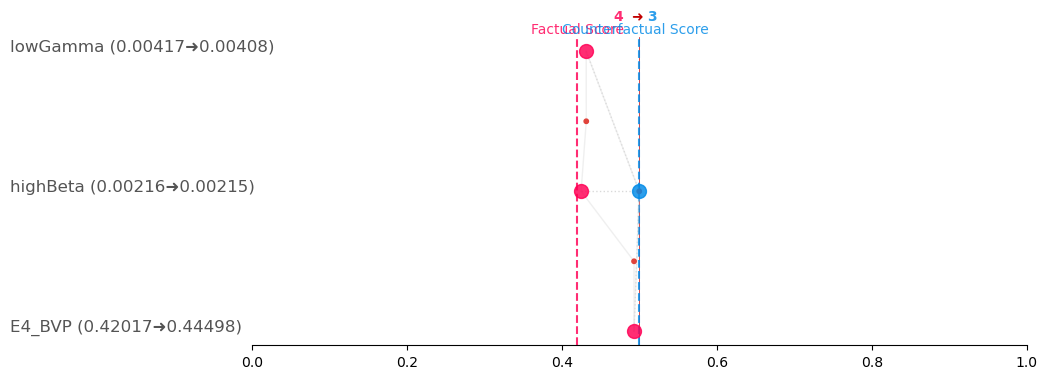 4 ➔ 3
Factual Score Counterfactual Score
lowGamma (0.00417➔0.00408)
highBeta (0.00216➔0.00215)
E4_BVP (0.42017➔0.44498)
0.0 0.2 0.4 0.6 0.8 1.0